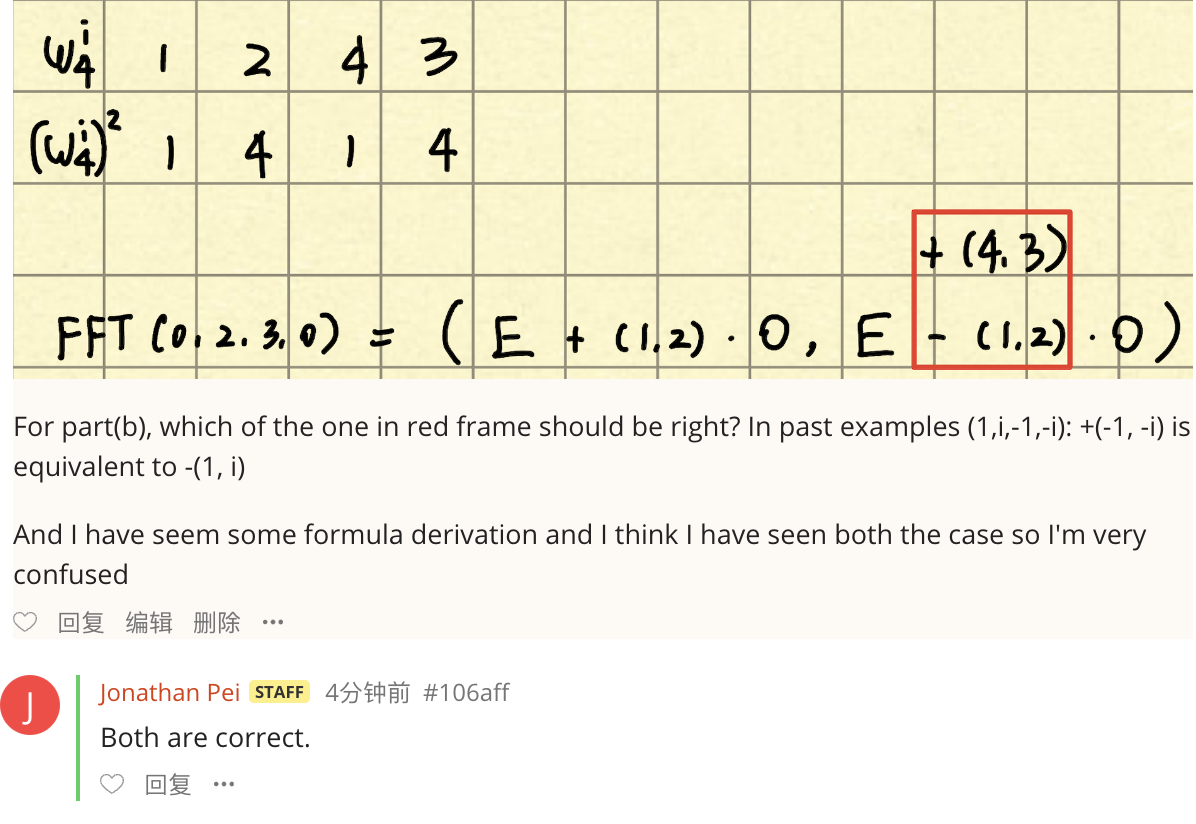 ω₄ⁱ 1 2 4 3
(ω₄ⁱ)² 1 4 1 4
+ (4, 3)
FFT (0, 2, 3, 0) = ( E + (1, 2) · O, E - (1, 2) · O )
For part(b), which of the one in red frame should be right? In past examples (1,i,-1,-i): +(-1, -i) is
equivalent to -(1, i)
And I have seem some formula derivation and I think I have seen both the case so I'm very
confused
回复 编辑 删除 ···
J
Jonathan Pei STAFF 4分钟前 #106aff
Both are correct.
回复 ···